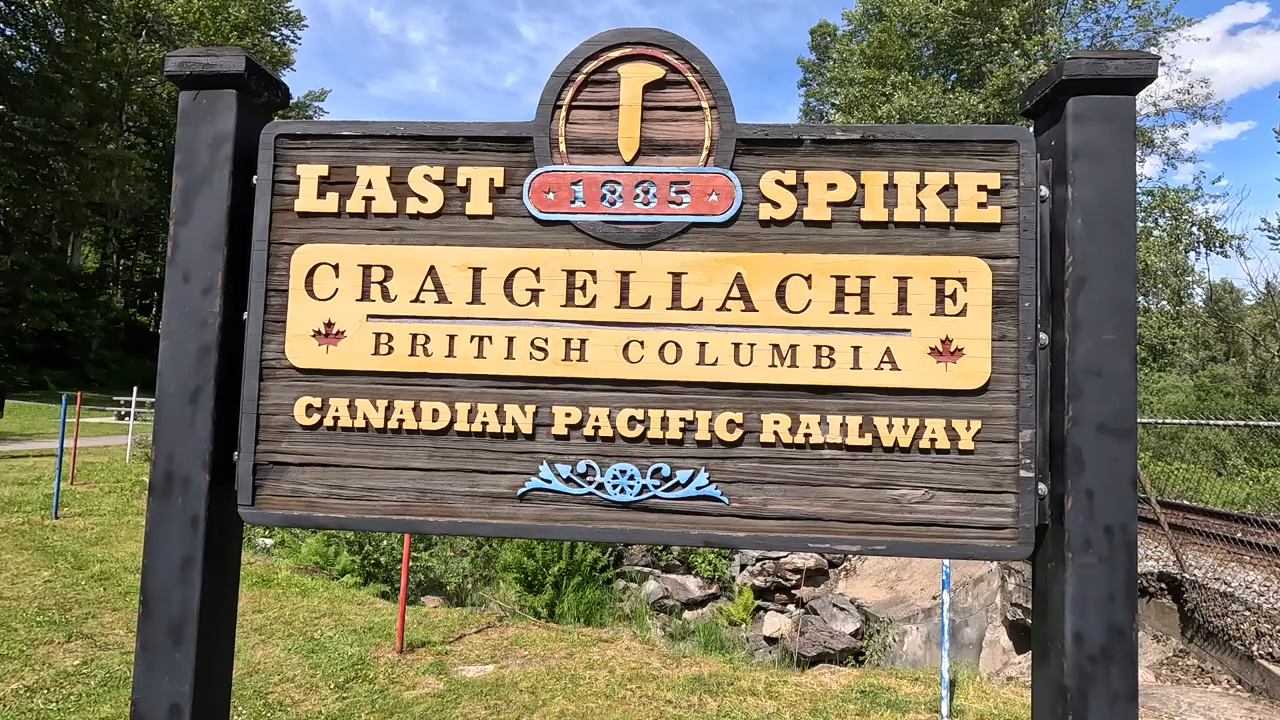 LAST 1885 SPIKE
CRAIGELLACHIE
BRITISH COLUMBIA
CANADIAN PACIFIC RAILWAY